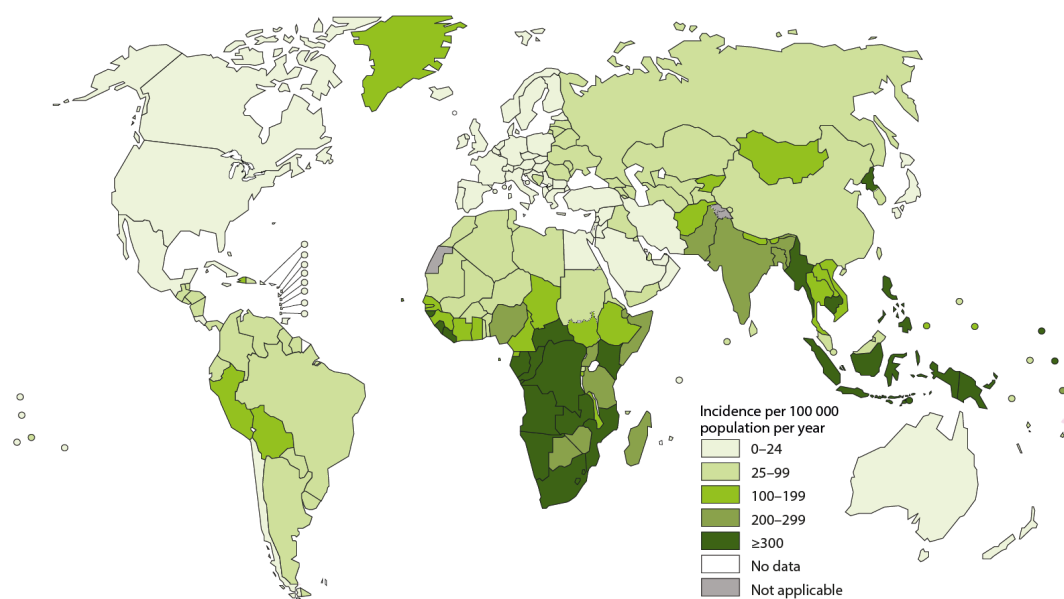 Incidence per 100 000
population per year
0–24
25–99
100–199
200–299
≥300
No data
Not applicable